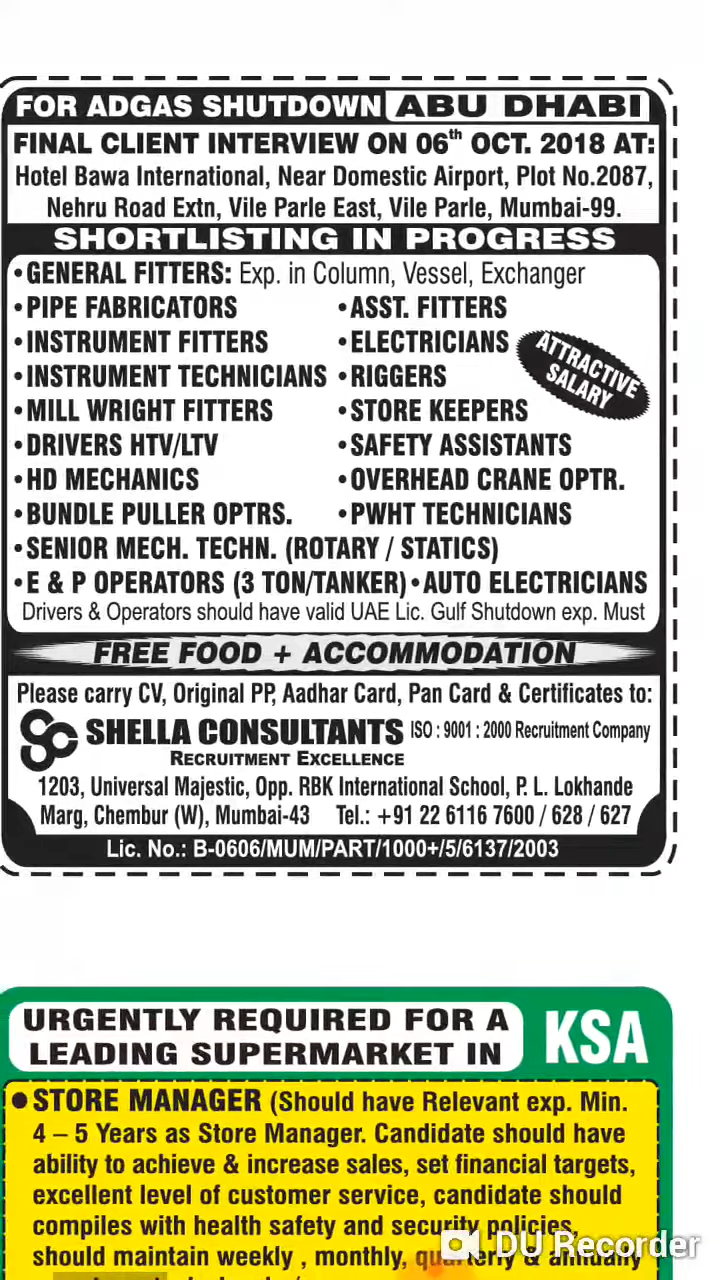 FOR ADGAS SHUTDOWN ABU DHABI
FINAL CLIENT INTERVIEW ON 06th OCT. 2018 AT:
Hotel Bawa International, Near Domestic Airport, Plot No.2087,
Nehru Road Extn, Vile Parle East, Vile Parle, Mumbai-99.
SHORTLISTING IN PROGRESS
•GENERAL FITTERS: Exp. in Column, Vessel, Exchanger
•PIPE FABRICATORS •ASST. FITTERS
•INSTRUMENT FITTERS •ELECTRICIANS
•INSTRUMENT TECHNICIANS •RIGGERS
ATTRACTIVE
SALARY
•MILL WRIGHT FITTERS •STORE KEEPERS
•DRIVERS HTV/LTV •SAFETY ASSISTANTS
•HD MECHANICS •OVERHEAD CRANE OPTR.
•BUNDLE PULLER OPTRS. •PWHT TECHNICIANS
•SENIOR MECH. TECHN. (ROTARY / STATICS)
•E & P OPERATORS (3 TON/TANKER) •AUTO ELECTRICIANS
Drivers & Operators should have valid UAE Lic. Gulf Shutdown exp. Must
FREE FOOD + ACCOMMODATION
Please carry CV, Original PP, Aadhar Card, Pan Card & Certificates to:
SC SHELLA CONSULTANTS ISO : 9001 : 2000 Recruitment Company
RECRUITMENT EXCELLENCE
1203, Universal Majestic, Opp. RBK International School, P. L. Lokhande
Marg, Chembur (W), Mumbai-43 Tel.: +91 22 6116 7600 / 628 / 627
Lic. No.: B-0606/MUM/PART/1000+/5/6137/2003
URGENTLY REQUIRED FOR A
LEADING SUPERMARKET IN KSA
● STORE MANAGER (Should have Relevant exp. Min.
4 – 5 Years as Store Manager. Candidate should have
ability to achieve & increase sales, set financial targets,
excellent level of customer service, candidate should
compiles with health safety and security policies,
should maintain weekly , monthly, quarterly & annually
DU Recorder